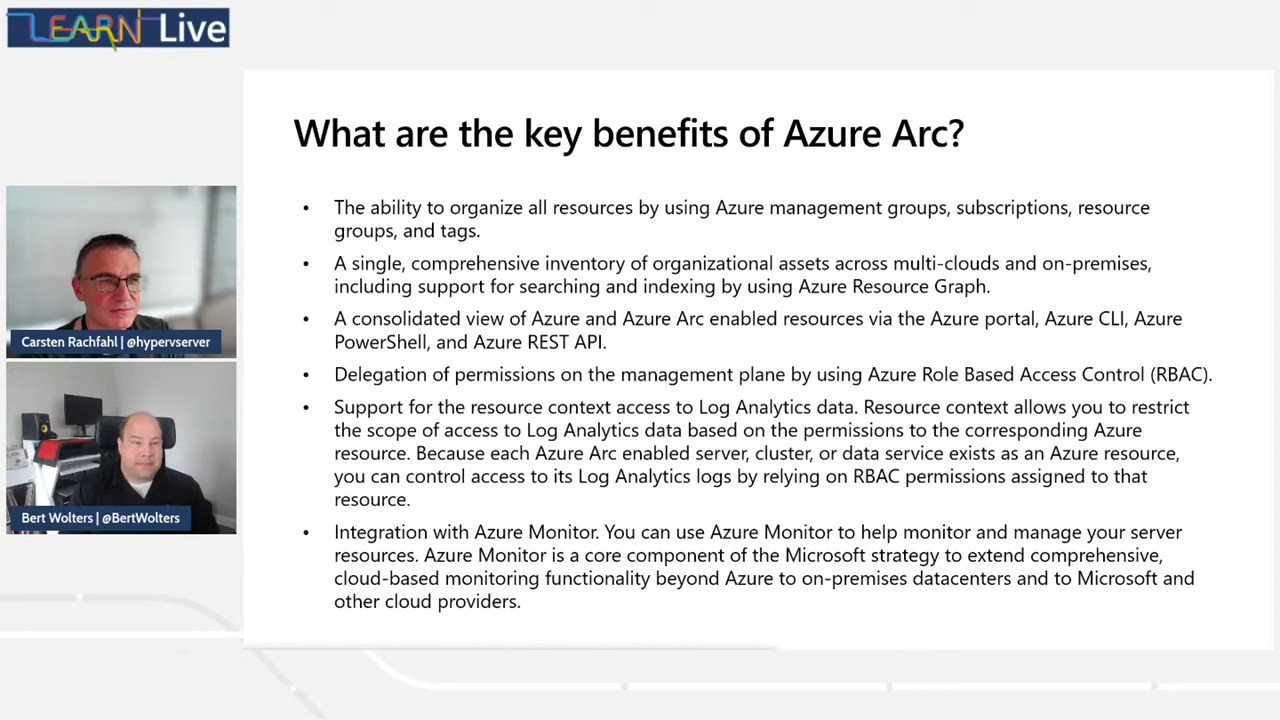 LEARN Live
What are the key benefits of Azure Arc?
• The ability to organize all resources by using Azure management groups, subscriptions, resource
groups, and tags.
• A single, comprehensive inventory of organizational assets across multi-clouds and on-premises,
including support for searching and indexing by using Azure Resource Graph.
• A consolidated view of Azure and Azure Arc enabled resources via the Azure portal, Azure CLI, Azure
PowerShell, and Azure REST API.
• Delegation of permissions on the management plane by using Azure Role Based Access Control (RBAC).
• Support for the resource context access to Log Analytics data. Resource context allows you to restrict
the scope of access to Log Analytics data based on the permissions to the corresponding Azure
resource. Because each Azure Arc enabled server, cluster, or data service exists as an Azure resource,
you can control access to its Log Analytics logs by relying on RBAC permissions assigned to that
resource.
• Integration with Azure Monitor. You can use Azure Monitor to help monitor and manage your server
resources. Azure Monitor is a core component of the Microsoft strategy to extend comprehensive,
cloud-based monitoring functionality beyond Azure to on-premises datacenters and to Microsoft and
other cloud providers.
Carsten Rachfahl | @hypervserver
Bert Wolters | @BertWolters